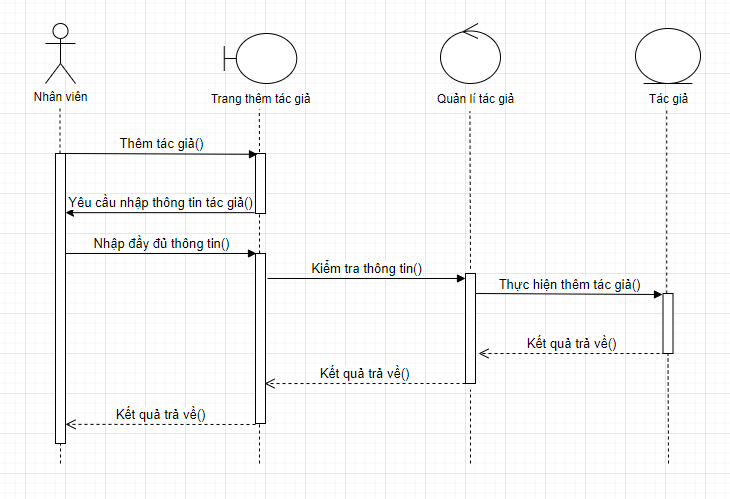 Nhân viên
Trang thêm tác giả
Quản lí tác giả
Tác giả
Thêm tác giả()
Yêu cầu nhập thông tin tác giả()
Nhập đầy đủ thông tin()
Kiểm tra thông tin()
Thực hiện thêm tác giả()
Kết quả trả về()
Kết quả trả về()
Kết quả trả về()